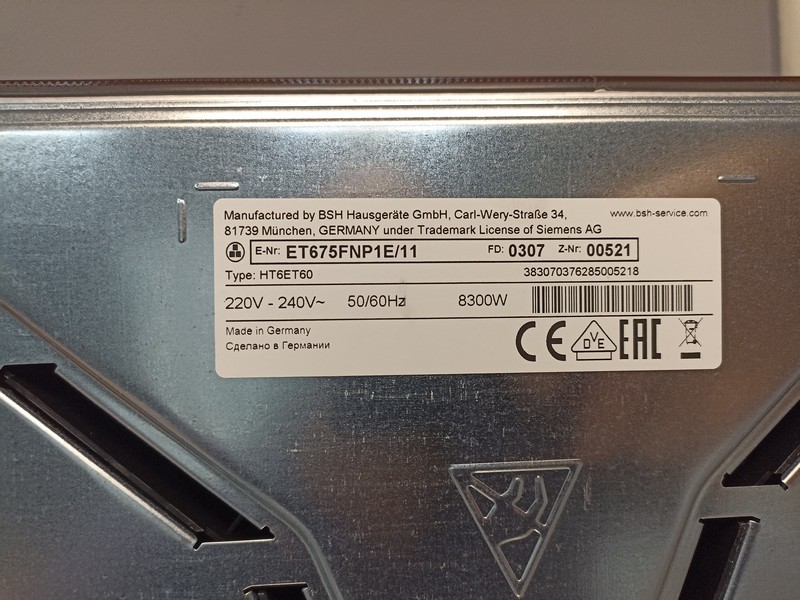 Manufactured by BSH Hausgeräte GmbH, Carl-Wery-Straße 34,
www.bsh-service.com
81739 München, GERMANY under Trademark License of Siemens AG
E-Nr: ET675FNP1E/11 FD: 0307 Z-Nr: 00521
Type: HT6ET60 383070376285005218
220V - 240V~ 50/60Hz 8300W
Made in Germany
Сделано в Германии
CE DVE EAC